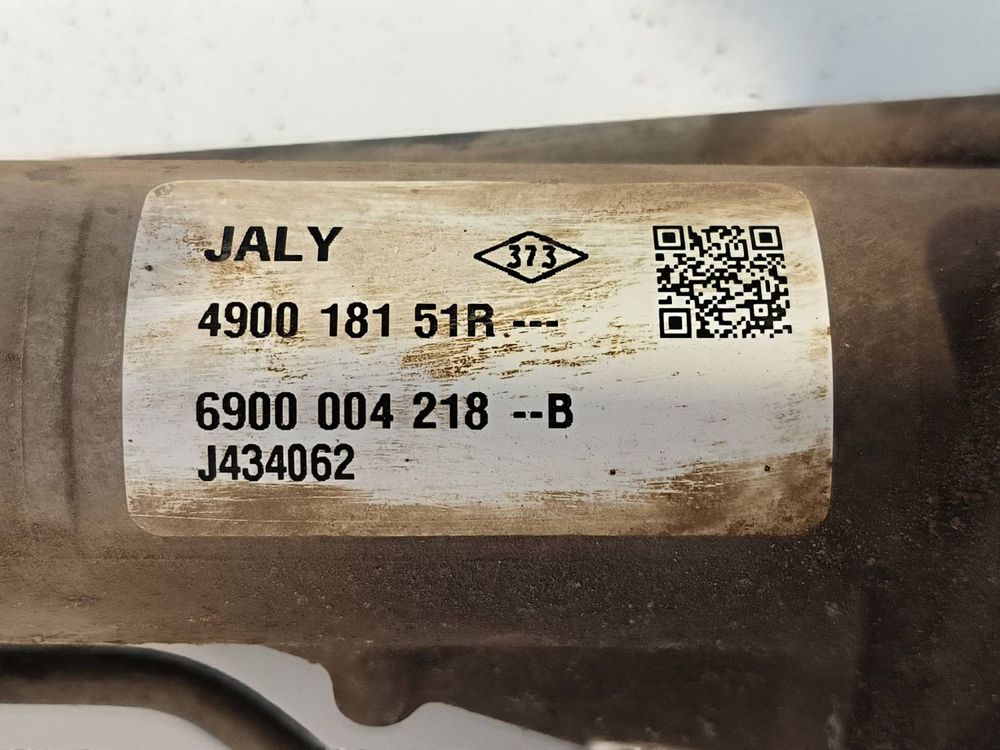 JALY
373
4900 181 51R ---
6900 004 218 --B
J434062